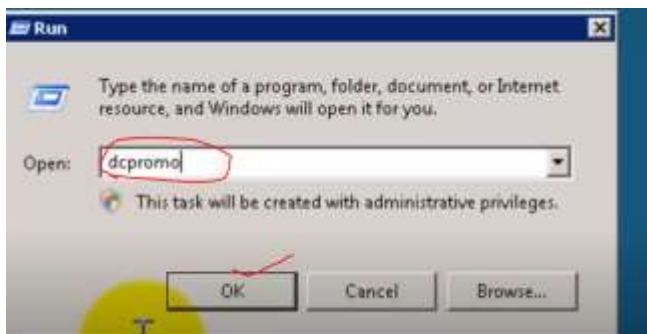 Run
Type the name of a program, folder, document, or Internet
resource, and Windows will open it for you.
Open: dcpromo
This task will be created with administrative privileges.
OK Cancel Browse...